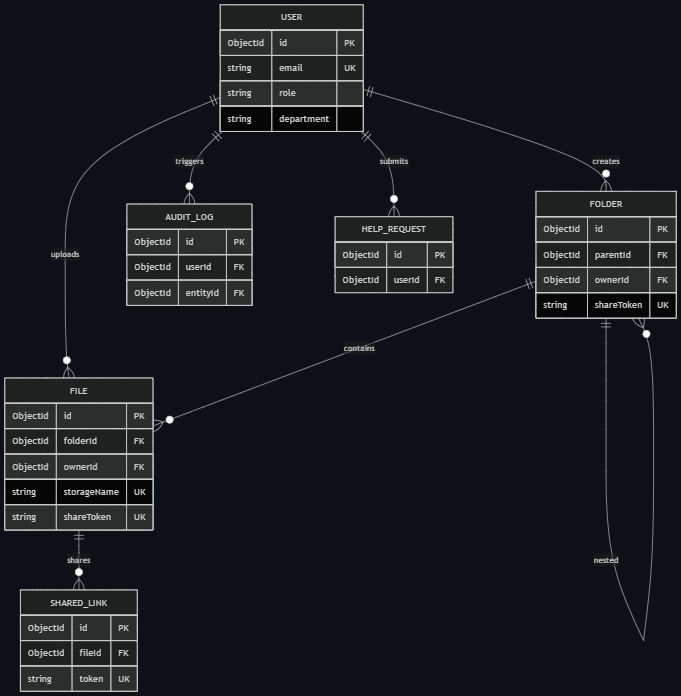 USER
ObjectId id PK
string email UK
string role
string department
triggers
submits
creates
AUDIT_LOG
ObjectId id PK
ObjectId userId FK
ObjectId entityId FK
HELP_REQUEST
ObjectId id PK
ObjectId userId FK
FOLDER
ObjectId id PK
ObjectId parentId FK
ObjectId ownerId FK
string shareToken UK
uploads
contains
FILE
ObjectId id PK
ObjectId folderId FK
ObjectId ownerId FK
string storageName UK
string shareToken UK
shares
nested
SHARED_LINK
ObjectId id PK
ObjectId fileId FK
string token UK